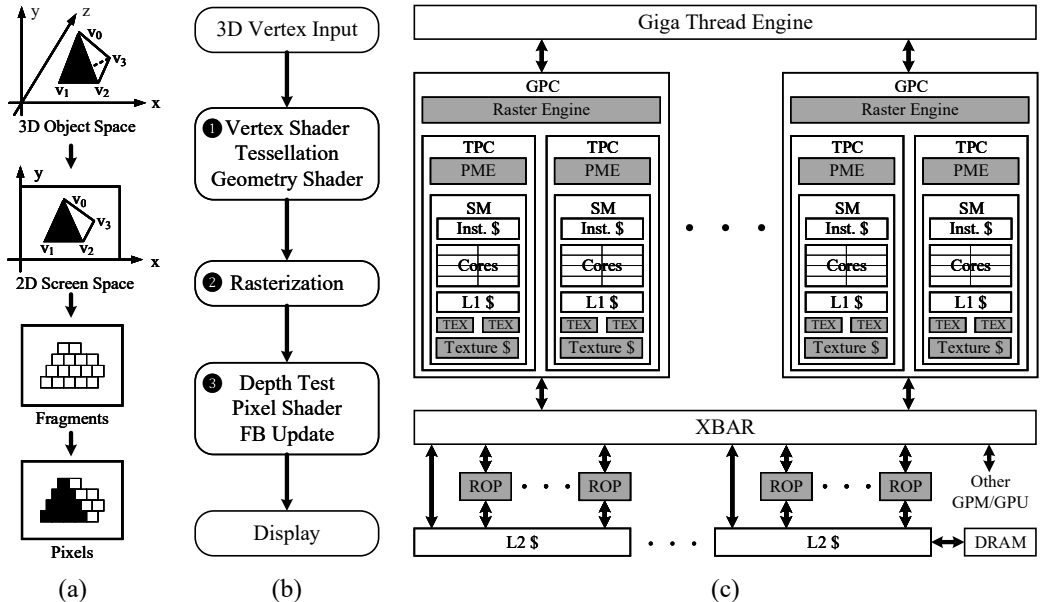 y
z
v0
v3
v1
v2
x
3D Object Space
y
v0
v3
v1
v2
x
2D Screen Space
Fragments
Pixels
(a)
3D Vertex Input
❶ Vertex Shader
Tessellation
Geometry Shader
❷ Rasterization
❸ Depth Test
Pixel Shader
FB Update
Display
(b)
Giga Thread Engine
GPC
Raster Engine
TPC
PME
SM
Inst. $
Cores
L1 $
TEX TEX
Texture $
TPC
PME
SM
Inst. $
Cores
L1 $
TEX TEX
Texture $
GPC
Raster Engine
TPC
PME
SM
Inst. $
Cores
L1 $
TEX TEX
Texture $
TPC
PME
SM
Inst. $
Cores
L1 $
TEX TEX
Texture $
XBAR
ROP
ROP
ROP
ROP
Other
GPM/GPU
L2 $
L2 $
DRAM
(c)